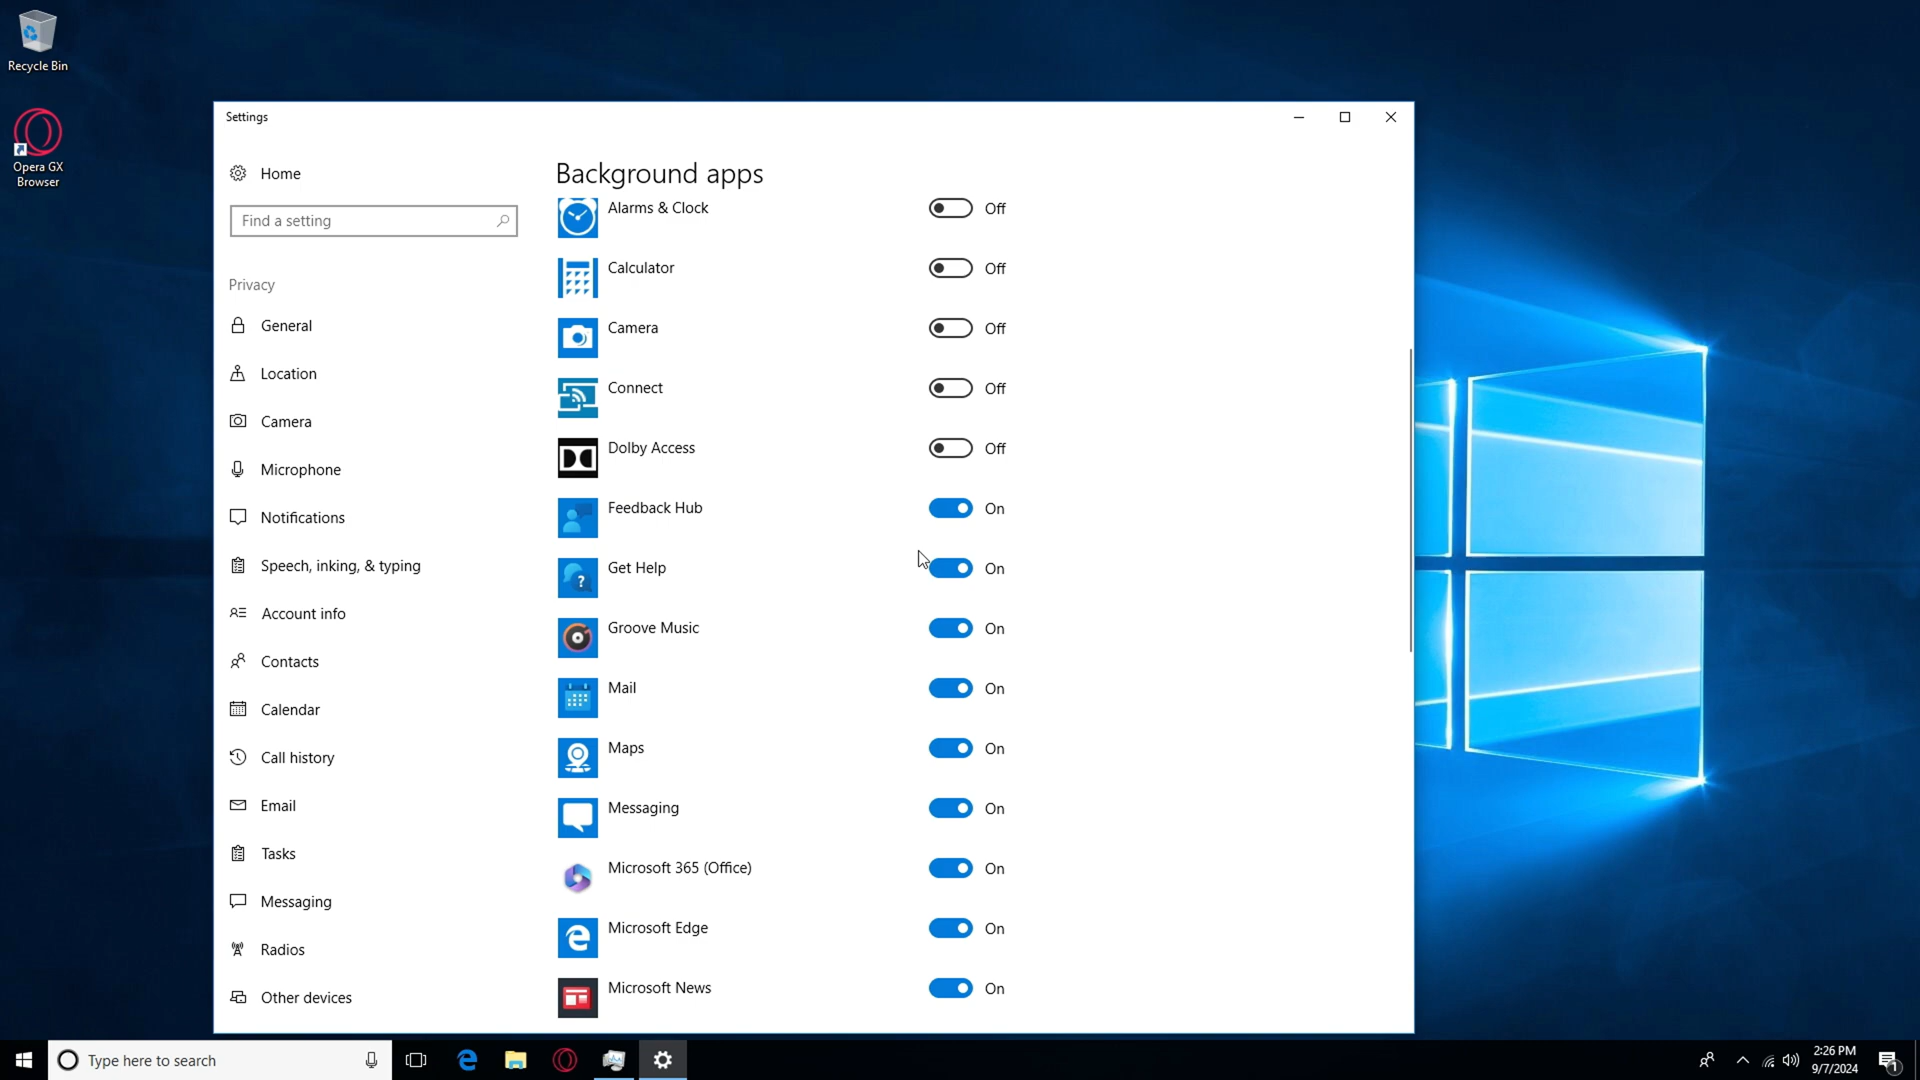 Recycle Bin
Opera GX
Browser
Settings
Home
Find a setting
Privacy
General
Location
Camera
Microphone
Notifications
Speech, inking, & typing
Account info
Contacts
Calendar
Call history
Email
Tasks
Messaging
Radios
Other devices
Background apps
Alarms & Clock Off
Calculator Off
Camera Off
Connect Off
Dolby Access Off
Feedback Hub On
Get Help On
Groove Music On
Mail On
Maps On
Messaging On
Microsoft 365 (Office) On
Microsoft Edge On
Microsoft News On
Type here to search
2:26 PM
9/7/2024
1